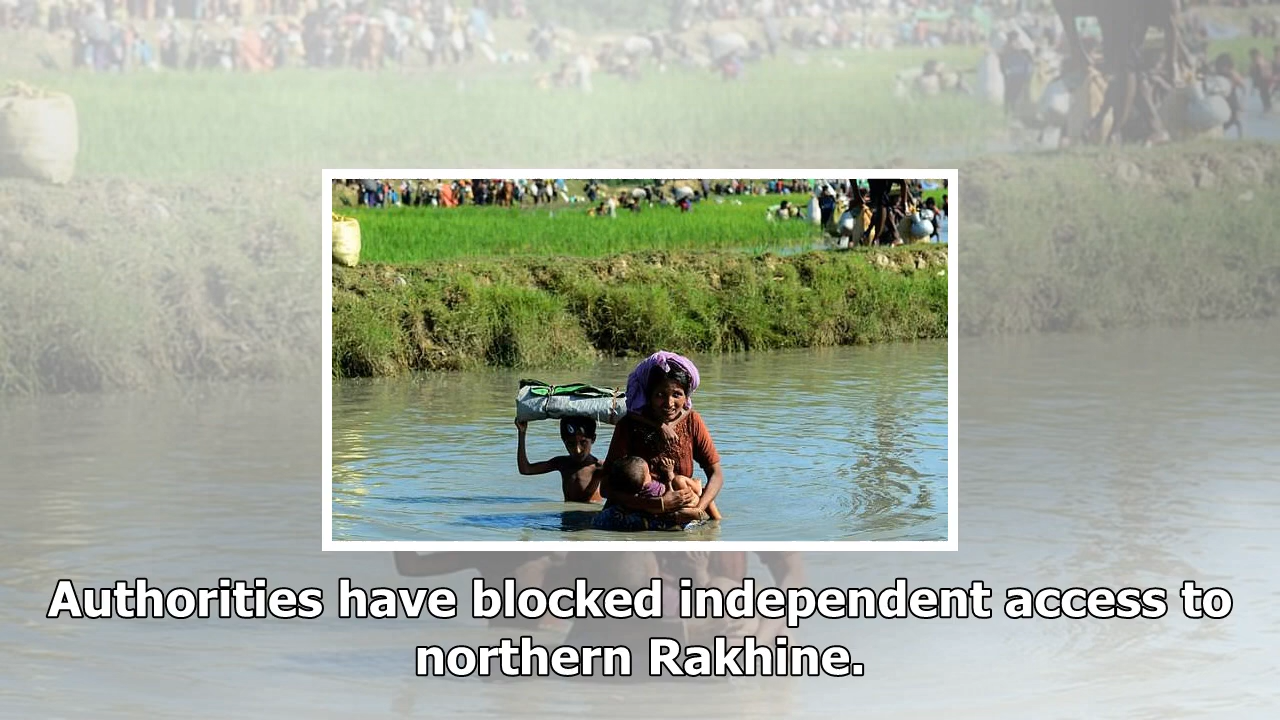 Authorities have blocked independent access to
northern Rakhine.